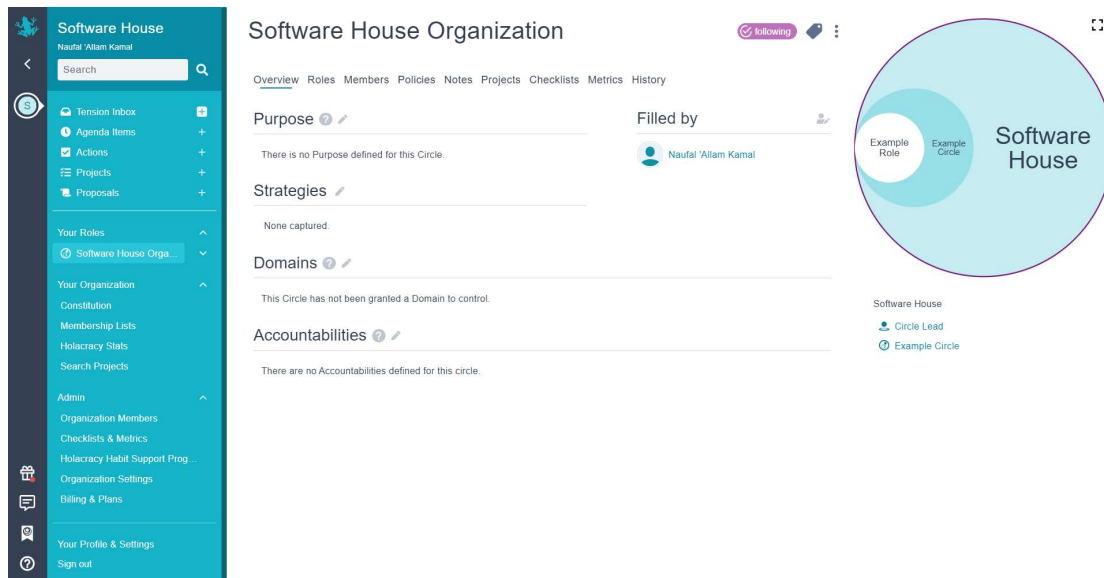 Software House
Naufal 'Allam Kamal
Search
S
Tension Inbox
Agenda Items
Actions
Projects
Proposals
Your Roles
Software House Orga...
Your Organization
Constitution
Membership Lists
Holacracy Stats
Search Projects
Admin
Organization Members
Checklists & Metrics
Holacracy Habit Support Prog...
Organization Settings
Billing & Plans
Your Profile & Settings
Sign out
Software House Organization
following
Overview Roles Members Policies Notes Projects Checklists Metrics History
Purpose
There is no Purpose defined for this Circle.
Filled by
Naufal 'Allam Kamal
Strategies
None captured.
Domains
This Circle has not been granted a Domain to control.
Accountabilities
There are no Accountabilities defined for this circle.
Example
Role
Example
Circle
Software
House
Software House
Circle Lead
Example Circle